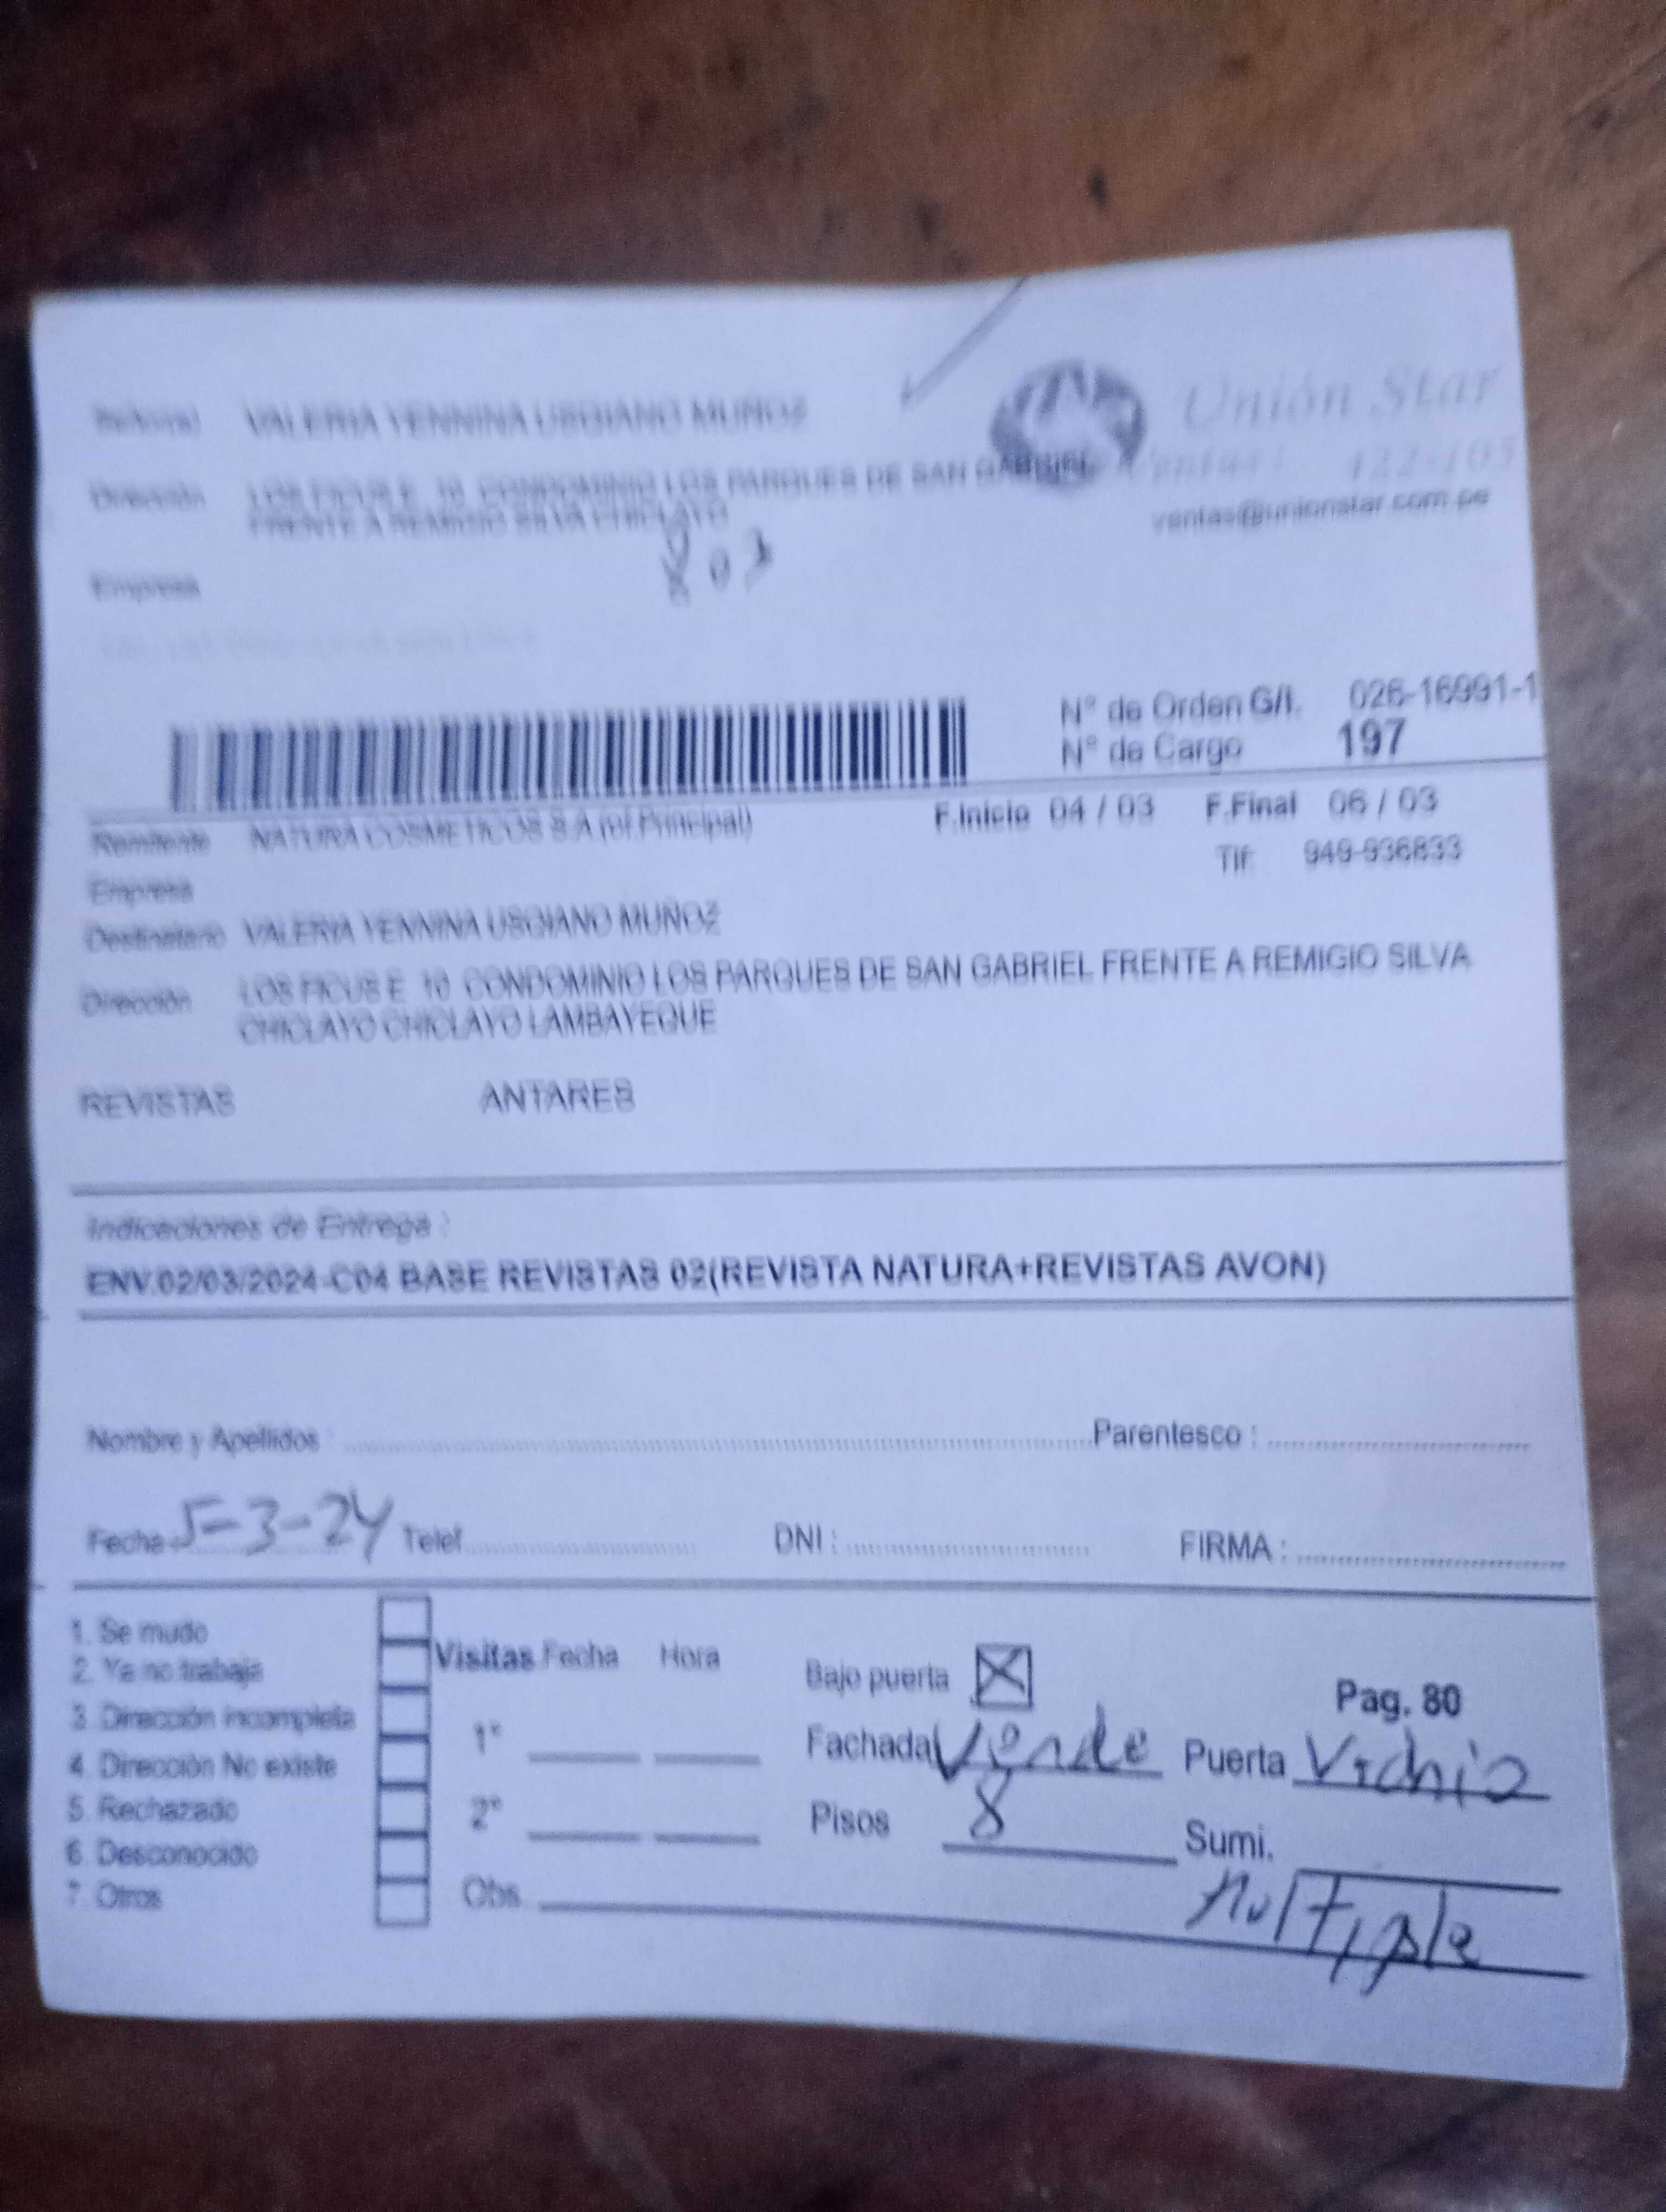 Señor(a) VALERIA YENNINA USGIANO MUÑOZ
Unión Star
Dirección LOS FICUS E 10 CONDOMINIO LOS PARQUES DE SAN GABRIEL
Ventas: 422-105
FRENTE A REMIGIO SILVA CHICLAYO
ventas@unionstar.com.pe
803
Empresa
N° de Orden G/I. 026-16991-1
N° de Cargo 197
Remitente NATURA COSMETICOS S.A (of.Principal) F.Inicio 04 / 03 F.Final 06 / 03
Empresa Tlf: 949-936833
Destinatario VALERIA YENNINA USGIANO MUÑOZ
Dirección LOS FICUS E 10 CONDOMINIO LOS PARQUES DE SAN GABRIEL FRENTE A REMIGIO SILVA
CHICLAYO CHICLAYO LAMBAYEQUE
REVISTAS ANTARES
Indicaciones de Entrega :
ENV.02/03/2024-C04 BASE REVISTAS 02(REVISTA NATURA+REVISTAS AVON)
Nombre y Apellidos : Parentesco :
Fecha 5-3-24 Telef. DNI : FIRMA :
1. Se mudo
2. Ya no trabaja
3. Dirección incompleta
4. Dirección No existe
5. Rechazado
6. Desconocido
7. Otros
Visitas Fecha Hora
1°
2°
Obs.
Bajo puerta X Pag. 80
Fachada Puerta
Pisos 8 Sumi.